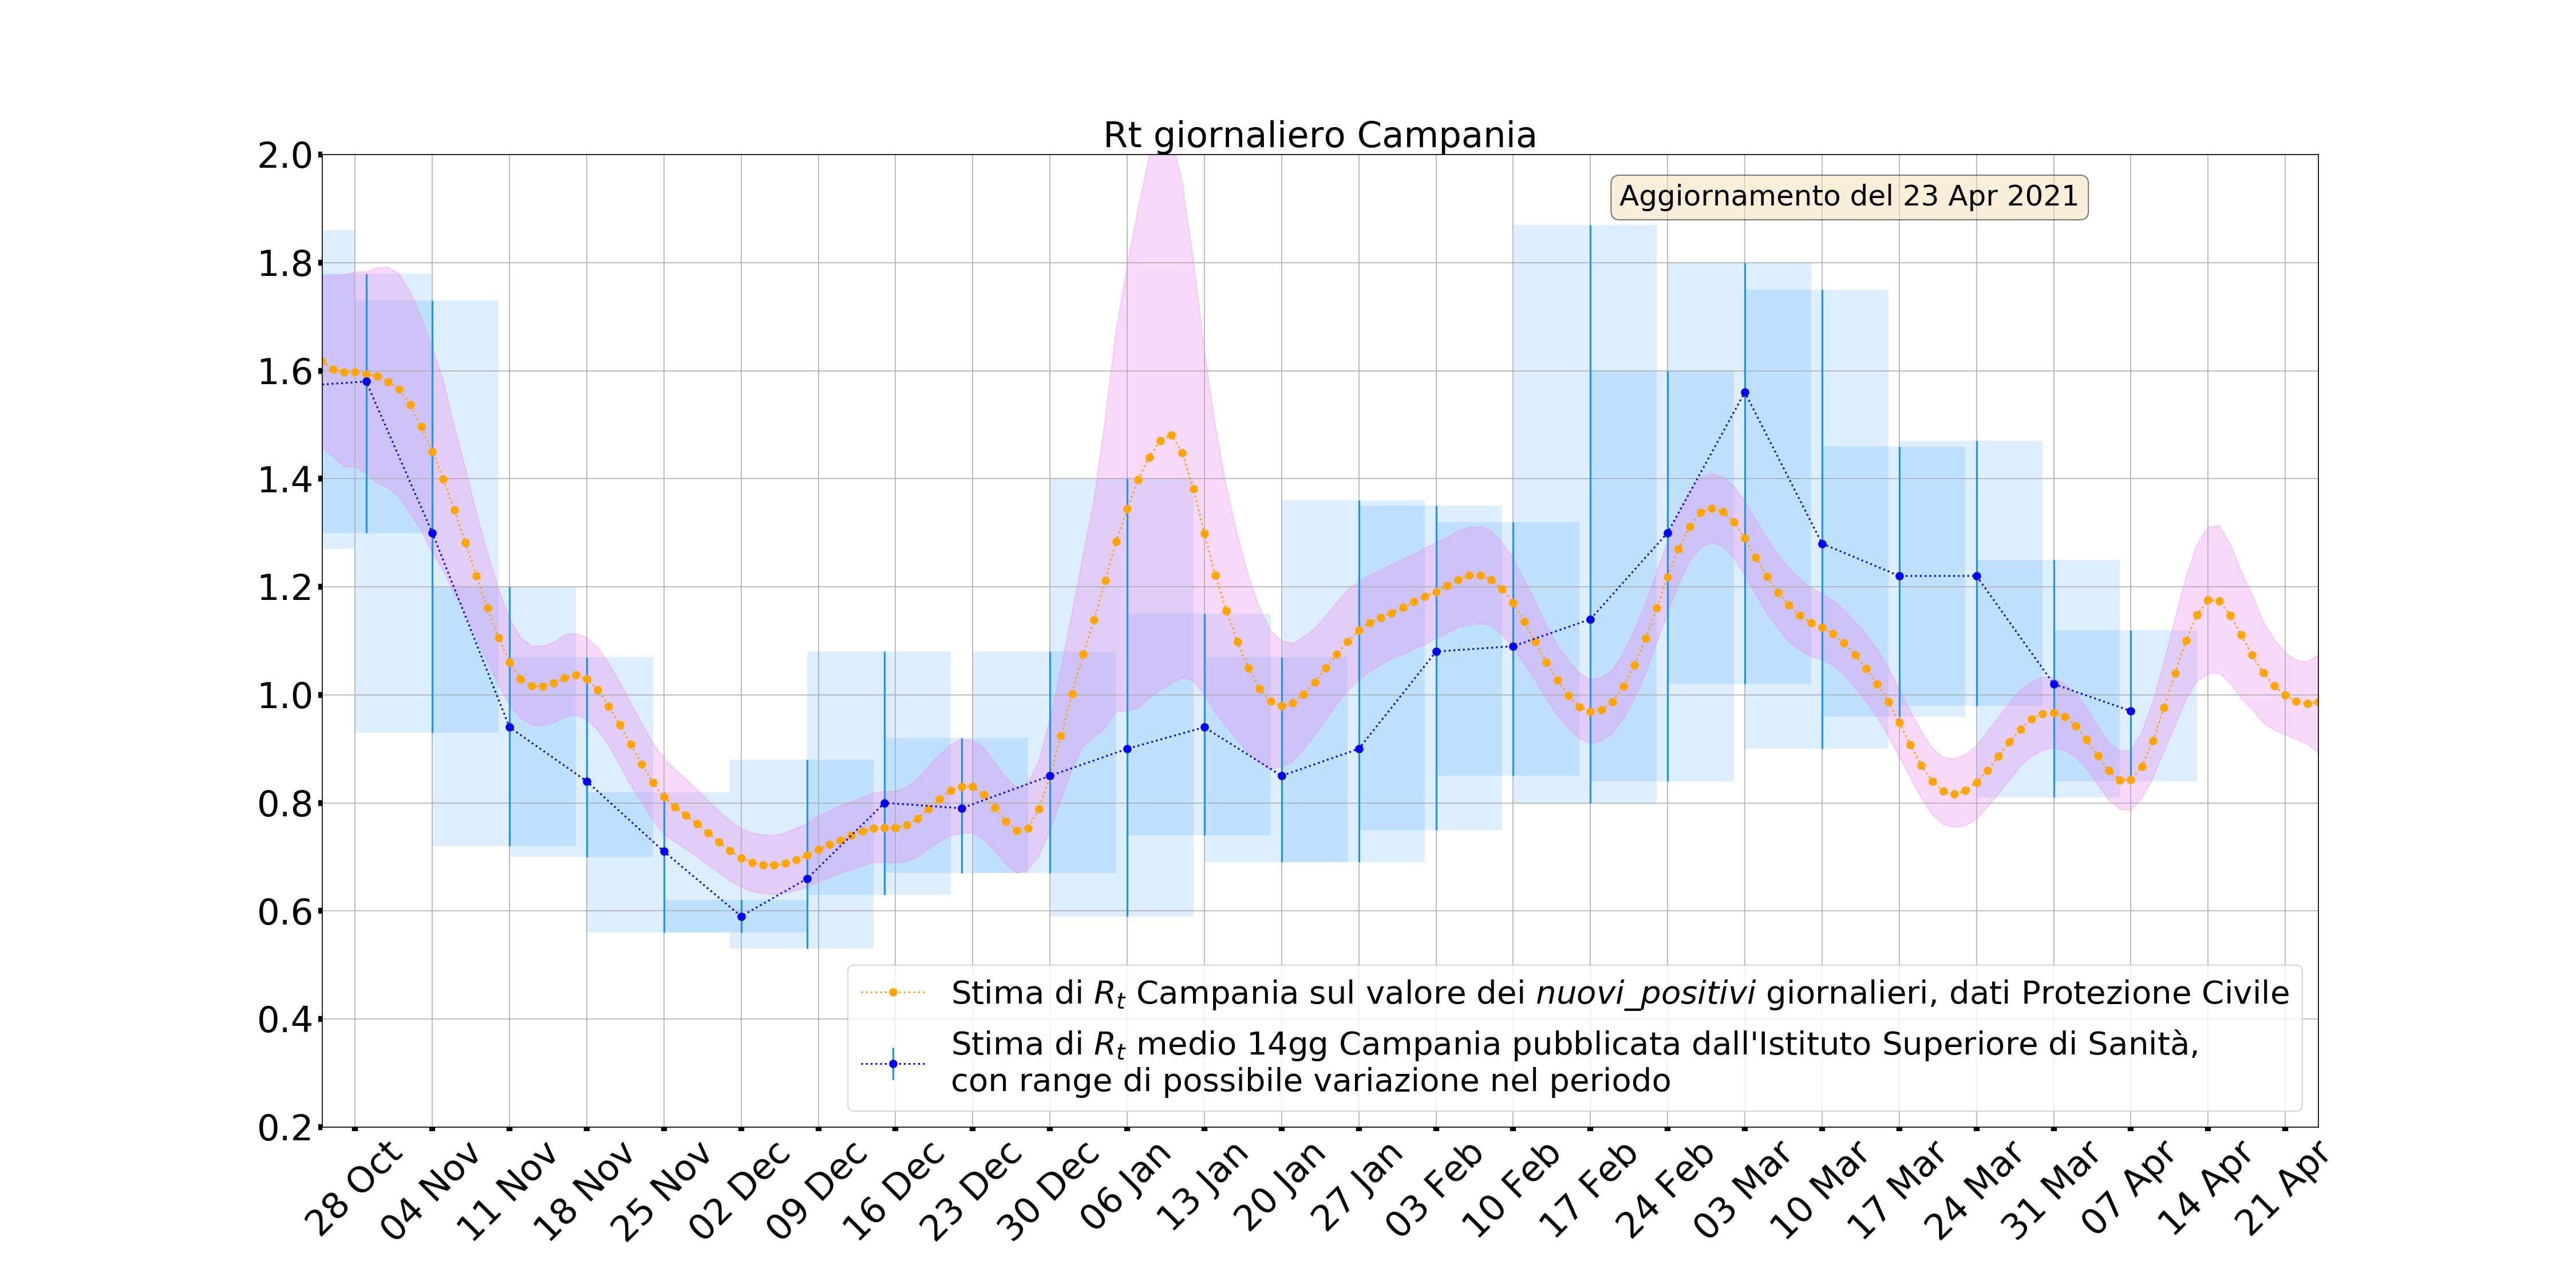 Rt giornaliero Campania
Aggiornamento del 23 Apr 2021
2.0
1.8
1.6
1.4
1.2
1.0
0.8
0.6
0.4
0.2
Stima di Rt Campania sul valore dei nuovi_positivi giornalieri, dati Protezione Civile
Stima di Rt medio 14gg Campania pubblicata dall'Istituto Superiore di Sanità,
con range di possibile variazione nel periodo
28 Oct
04 Nov
11 Nov
18 Nov
25 Nov
02 Dec
09 Dec
16 Dec
23 Dec
30 Dec
06 Jan
13 Jan
20 Jan
27 Jan
03 Feb
10 Feb
17 Feb
24 Feb
03 Mar
10 Mar
17 Mar
24 Mar
31 Mar
07 Apr
14 Apr
21 Apr